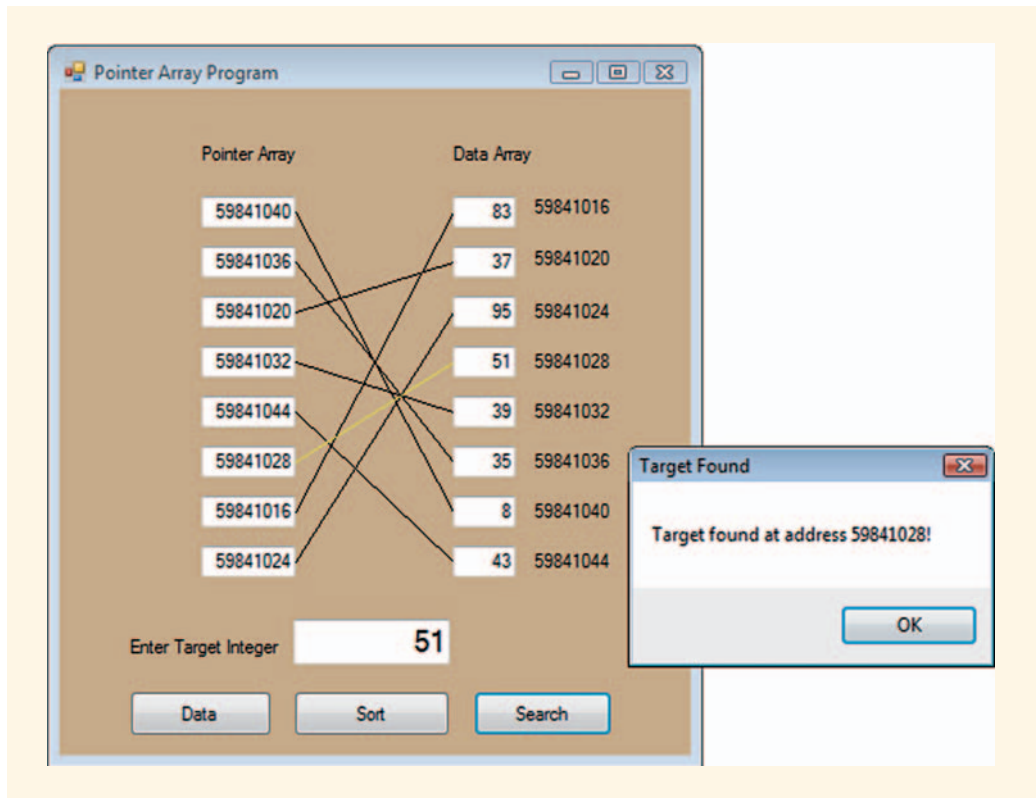 Pointer Array Program
Pointer Array Data Array
59841040 83 59841016
59841036 37 59841020
59841020 95 59841024
59841032 51 59841028
59841044 39 59841032
59841028 35 59841036
59841016 8 59841040
59841024 43 59841044
Enter Target Integer 51
Data Sort Search
Target Found
Target found at address 59841028!
OK